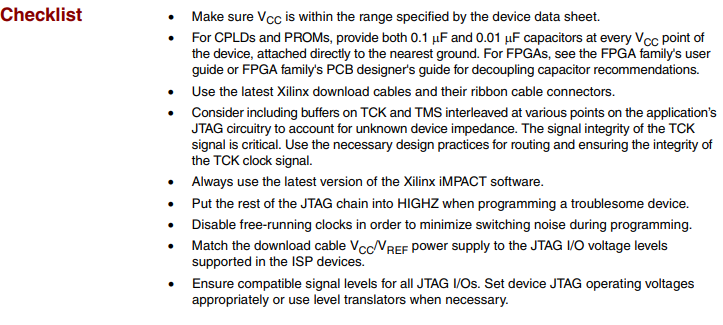 Checklist
• Make sure VCC is within the range specified by the device data sheet.
• For CPLDs and PROMs, provide both 0.1 μF and 0.01 μF capacitors at every VCC point of
the device, attached directly to the nearest ground. For FPGAs, see the FPGA family's user
guide or FPGA family's PCB designer's guide for decoupling capacitor recommendations.
• Use the latest Xilinx download cables and their ribbon cable connectors.
• Consider including buffers on TCK and TMS interleaved at various points on the application's
JTAG circuitry to account for unknown device impedance. The signal integrity of the TCK
signal is critical. Use the necessary design practices for routing and ensuring the integrity of
the TCK clock signal.
• Always use the latest version of the Xilinx iMPACT software.
• Put the rest of the JTAG chain into HIGHZ when programming a troublesome device.
• Disable free-running clocks in order to minimize switching noise during programming.
• Match the download cable VCC/VREF power supply to the JTAG I/O voltage levels
supported in the ISP devices.
• Ensure compatible signal levels for all JTAG I/Os. Set device JTAG operating voltages
appropriately or use level translators when necessary.